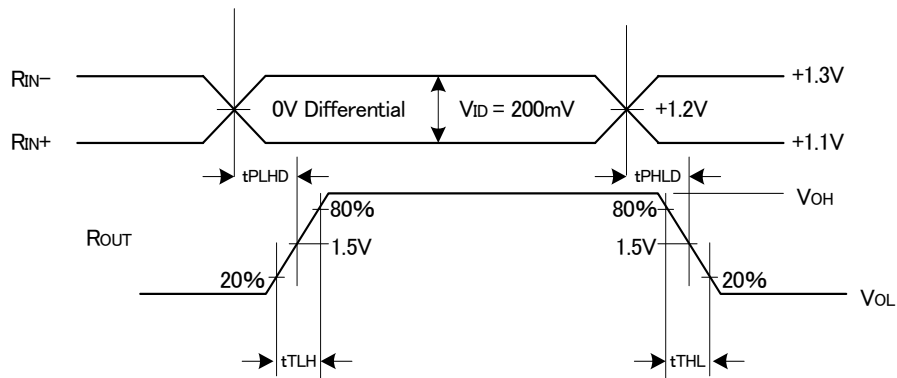 RIN− +1.3V
0V Differential VID = 200mV +1.2V
RIN+ +1.1V
tPLHD tPHLD
VOH
80% 80%
ROUT 1.5V 1.5V
20% 20%
VOL
tTLH tTHL